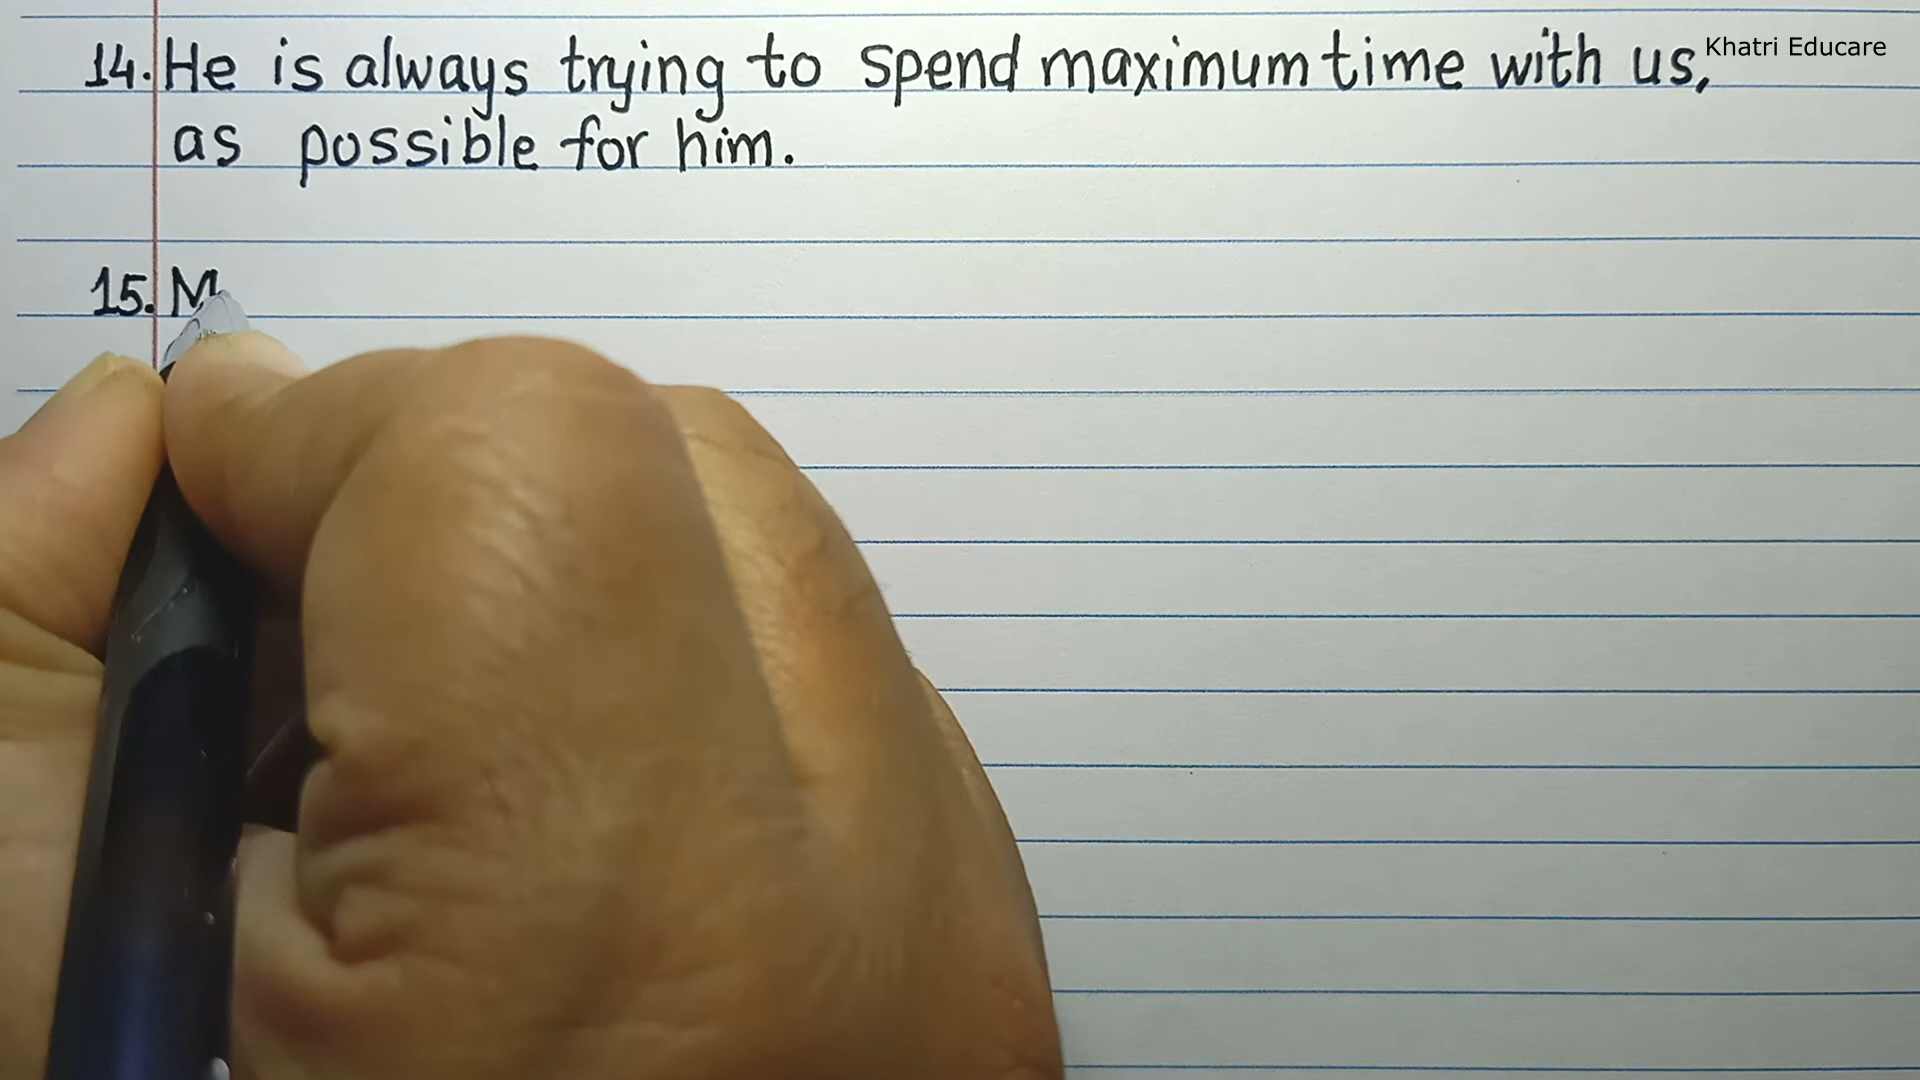 14. He is always trying to spend maximum time with us,
as possible for him.
15. M
Khatri Educare